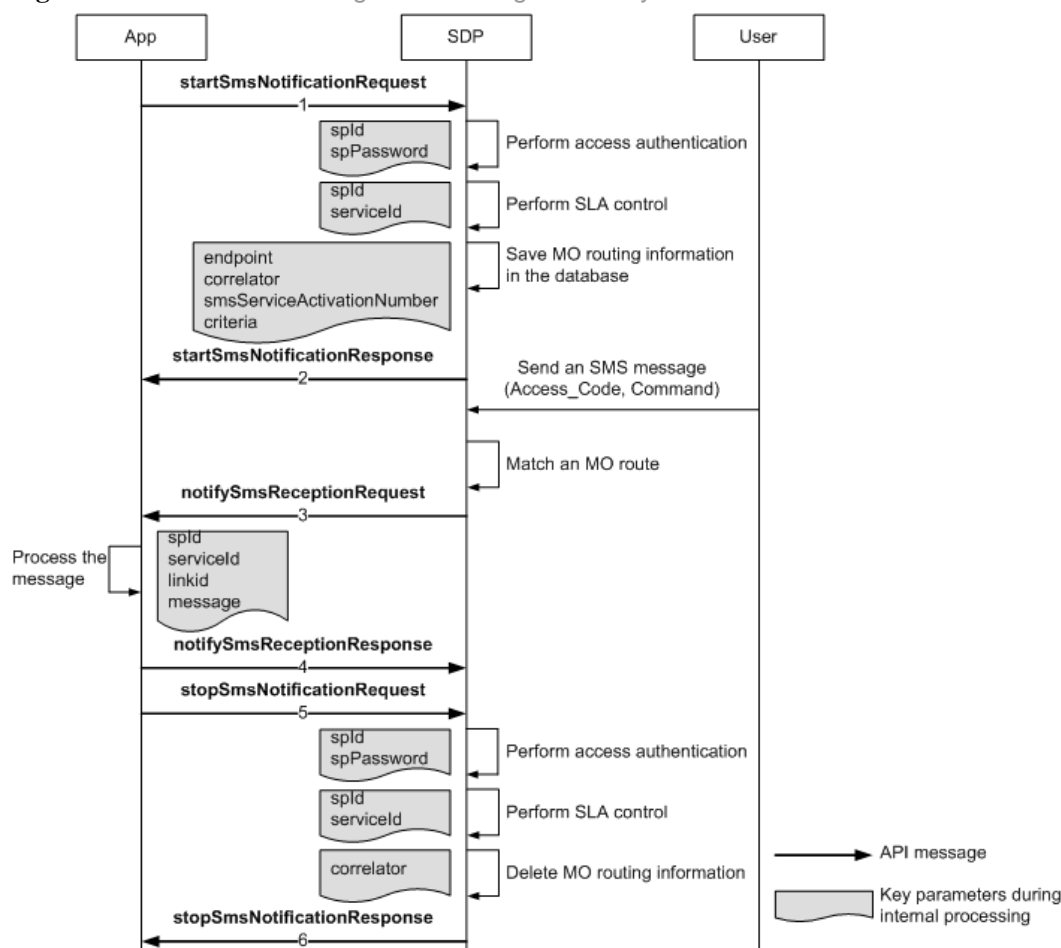 App
SDP
User
startSmsNotificationRequest
1
spId
spPassword
Perform access authentication
spId
serviceId
Perform SLA control
endpoint
correlator
smsServiceActivationNumber
criteria
Save MO routing information
in the database
startSmsNotificationResponse
2
Send an SMS message
(Access_Code, Command)
Match an MO route
notifySmsReceptionRequest
3
Process the
message
spId
serviceId
linkid
message
notifySmsReceptionResponse
4
stopSmsNotificationRequest
5
spId
spPassword
Perform access authentication
spId
serviceId
Perform SLA control
correlator
Delete MO routing information
stopSmsNotificationResponse
6
API message
Key parameters during
internal processing